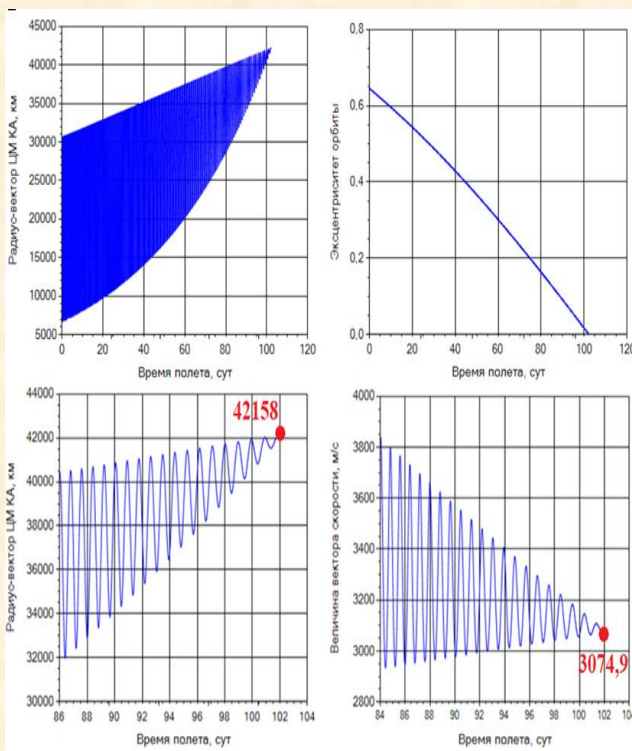 45000
40000
35000
30000
25000
20000
15000
10000
5000
Радиус-вектор ЦМ КА, км
0 20 40 60 80 100 120
Время полета, сут
0,8
0,6
0,4
0,2
0,0
Эксцентриситет орбиты
0 20 40 60 80 100 120
Время полета, сут
44000
42000
40000
38000
36000
34000
32000
30000
Радиус-вектор ЦМ КА, км
42158
86 88 90 92 94 96 98 100 102 104
Время полета, сут
4000
3800
3600
3400
3200
3000
2800
Величина вектора скорости, м/с
3074,9
84 86 88 90 92 94 96 98 100 102 104
Время полета, сут